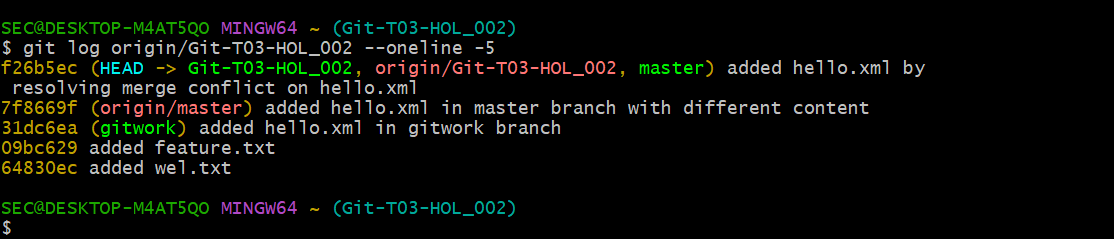 SEC@DESKTOP-M4AT5QO MINGW64 ~ (Git-T03-HOL_002)
$ git log origin/Git-T03-HOL_002 --oneline -5
f26b5ec (HEAD -> Git-T03-HOL_002, origin/Git-T03-HOL_002, master) added hello.xml by
 resolving merge conflict on hello.xml
7f8669f (origin/master) added hello.xml in master branch with different content
31dc6ea (gitwork) added hello.xml in gitwork branch
09bc629 added feature.txt
64830ec added wel.txt
SEC@DESKTOP-M4AT5QO MINGW64 ~ (Git-T03-HOL_002)
$